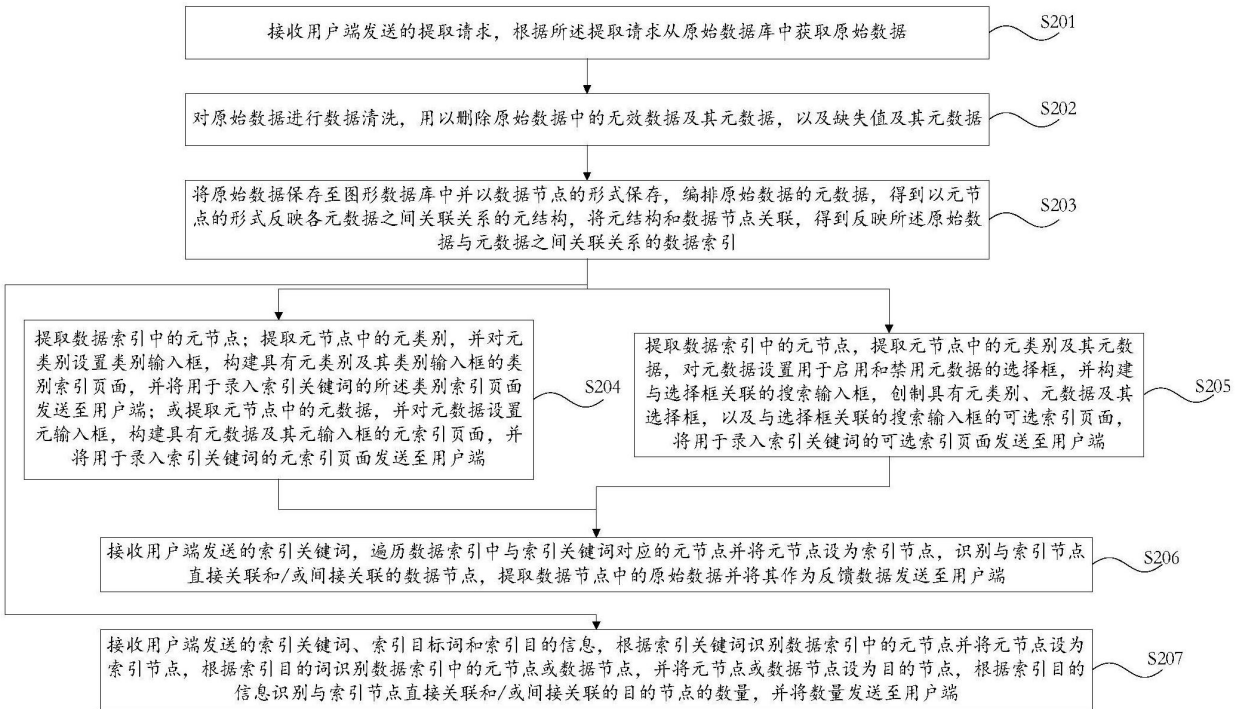 接收用户端发送的提取请求，根据所述提取请求从原始数据库中获取原始数据
S201
对原始数据进行数据清洗，用以删除原始数据中的无效数据及其元数据，以及缺失值及其元数据
S202
将原始数据保存至图形数据库中并以数据节点的形式保存，编排原始数据的元数据，得到以元节
点的形式反映各元数据之间关联关系的元结构，将元结构和数据节点关联，得到反映所述原始数
据与元数据之间关联关系的数据索引
S203
提取数据索引中的元节点；提取元节点中的元类别，并对元
类别设置类别输入框，构建具有元类别及其类别输入框的类
别索引页面，并将用于录入索引关键词的所述类别索引页面
发送至用户端；或提取元节点中的元数据，并对元数据设置
元输入框，构建具有元数据及其元输入框的元索引页面，并
将用于录入索引关键词的元索引页面发送至用户端
S204
提取数据索引中的元节点，提取元节点中的元类别及其元数
据，对元数据设置用于启用和禁用元数据的选择框，并构建
与选择框关联的搜索输入框，创制具有元类别、元数据及其
选择框，以及与选择框关联的搜索输入框的可选索引页面，
将用于录入索引关键词的可选索引页面发送至用户端
S205
接收用户端发送的索引关键词，遍历数据索引中与索引关键词对应的元节点并将元节点设为索引节点，识别与索引节点
直接关联和/或间接关联的数据节点，提取数据节点中的原始数据并将其作为反馈数据发送至用户端
S206
接收用户端发送的索引关键词、索引目标词和索引目的信息，根据索引关键词识别数据索引中的元节点并将元节点设为
索引节点，根据索引目的词识别数据索引中的元节点或数据节点，并将元节点或数据节点设为目的节点，根据索引目的
信息识别与索引节点直接关联和/或间接关联的目的节点的数量，并将数量发送至用户端
S207